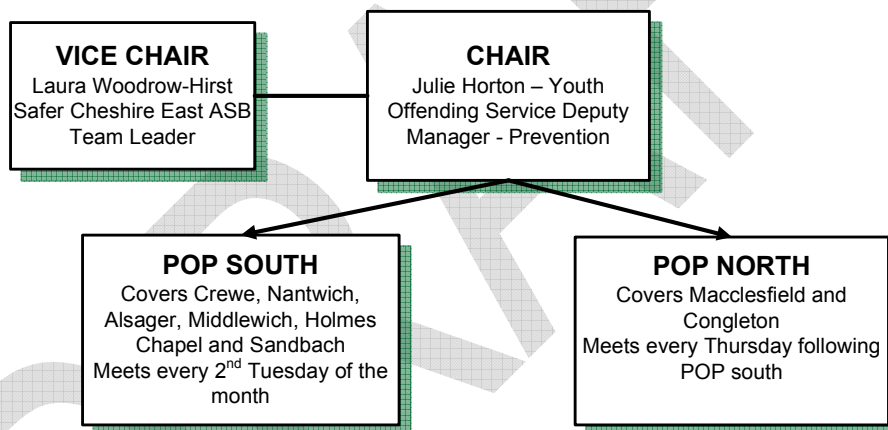 VICE CHAIR
Laura Woodrow-Hirst
Safer Cheshire East ASB
Team Leader
CHAIR
Julie Horton – Youth
Offending Service Deputy
Manager - Prevention
POP SOUTH
Covers Crewe, Nantwich,
Alsager, Middlewich, Holmes
Chapel and Sandbach
Meets every 2nd Tuesday of the
month
POP NORTH
Covers Macclesfield and
Congleton
Meets every Thursday following
POP south